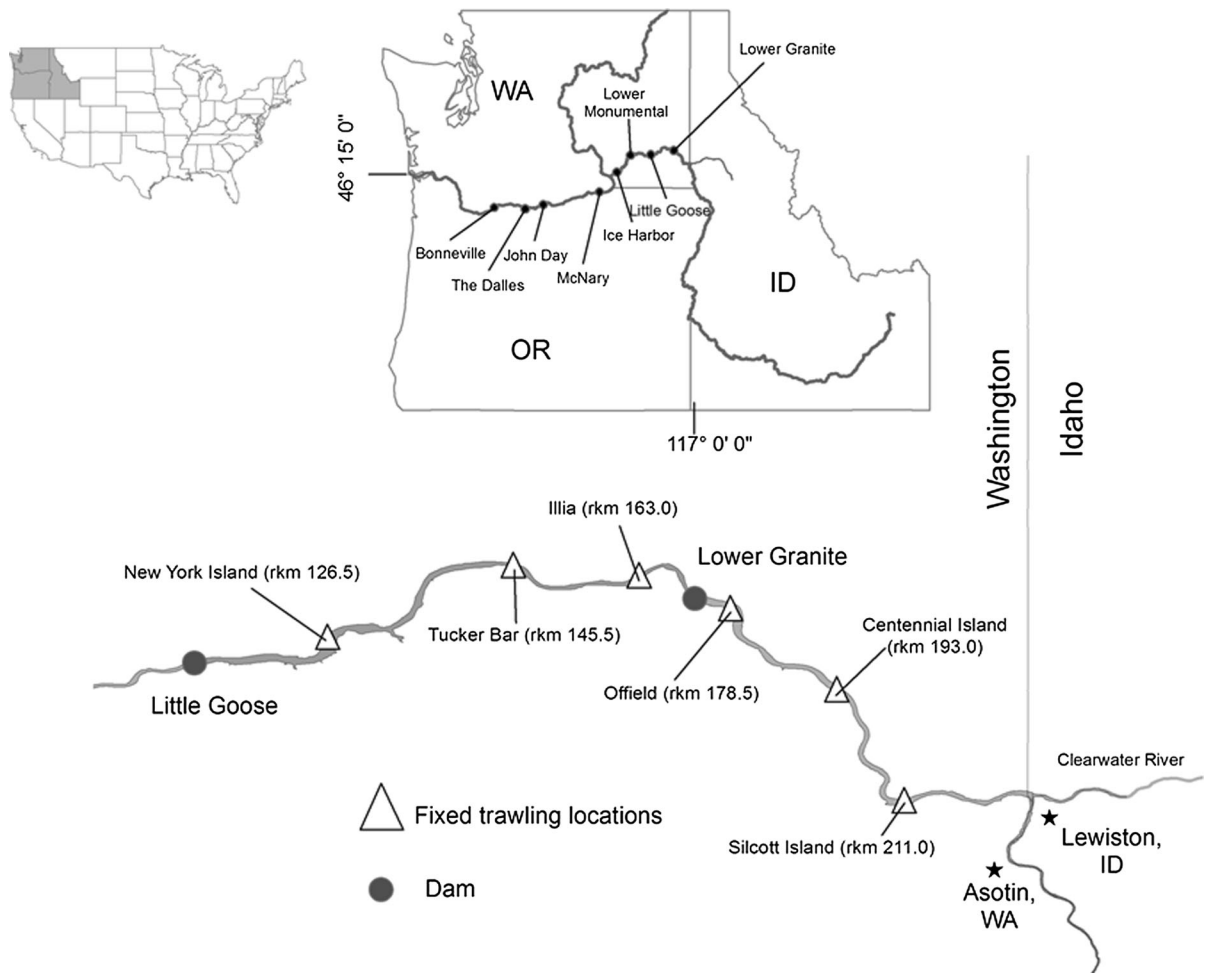 WA
Lower Granite
Lower
Monumental
46° 15' 0"
Little Goose
Ice Harbor
Bonneville
John Day
The Dalles
McNary
ID
OR
117° 0' 0"
Washington
Idaho
Illia (rkm 163.0)
Lower Granite
New York Island (rkm 126.5)
Tucker Bar (rkm 145.5)
Centennial Island
(rkm 193.0)
Offield (rkm 178.5)
Little Goose
Clearwater River
Fixed trawling locations
Silcott Island (rkm 211.0)
Lewiston,
ID
Dam
Asotin,
WA